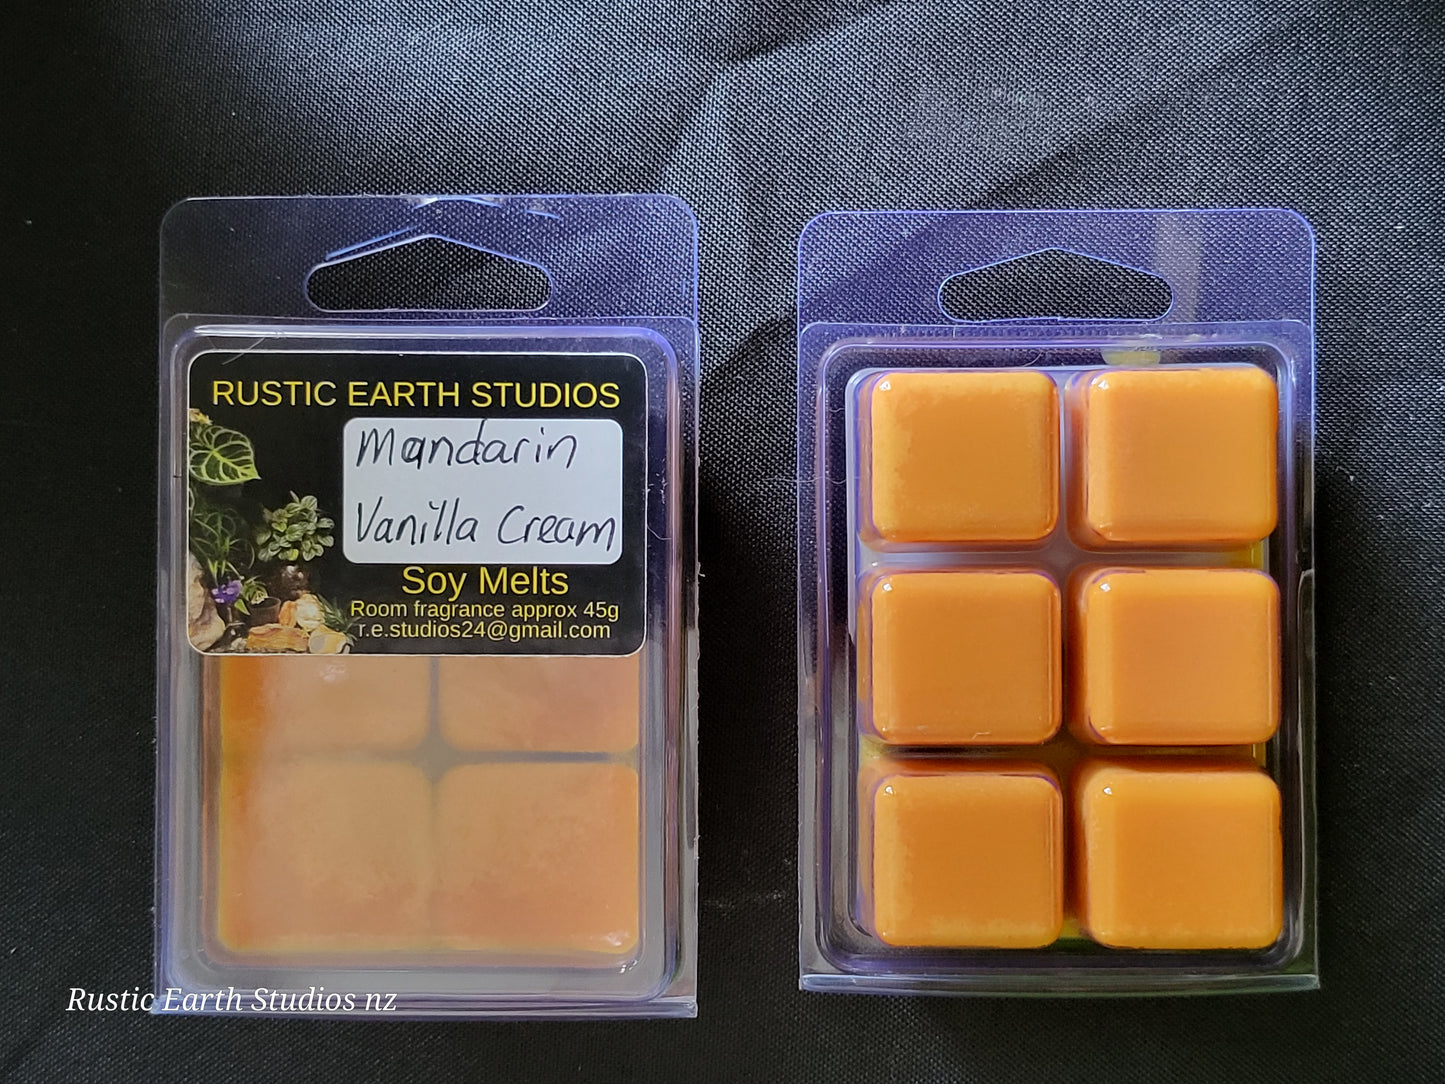 RUSTIC EARTH STUDIOS
Mandarin
Vanilla Cream
Soy Melts
Room fragrance approx 45g
r.e.studios24@gmail.com
Rustic Earth Studios nz